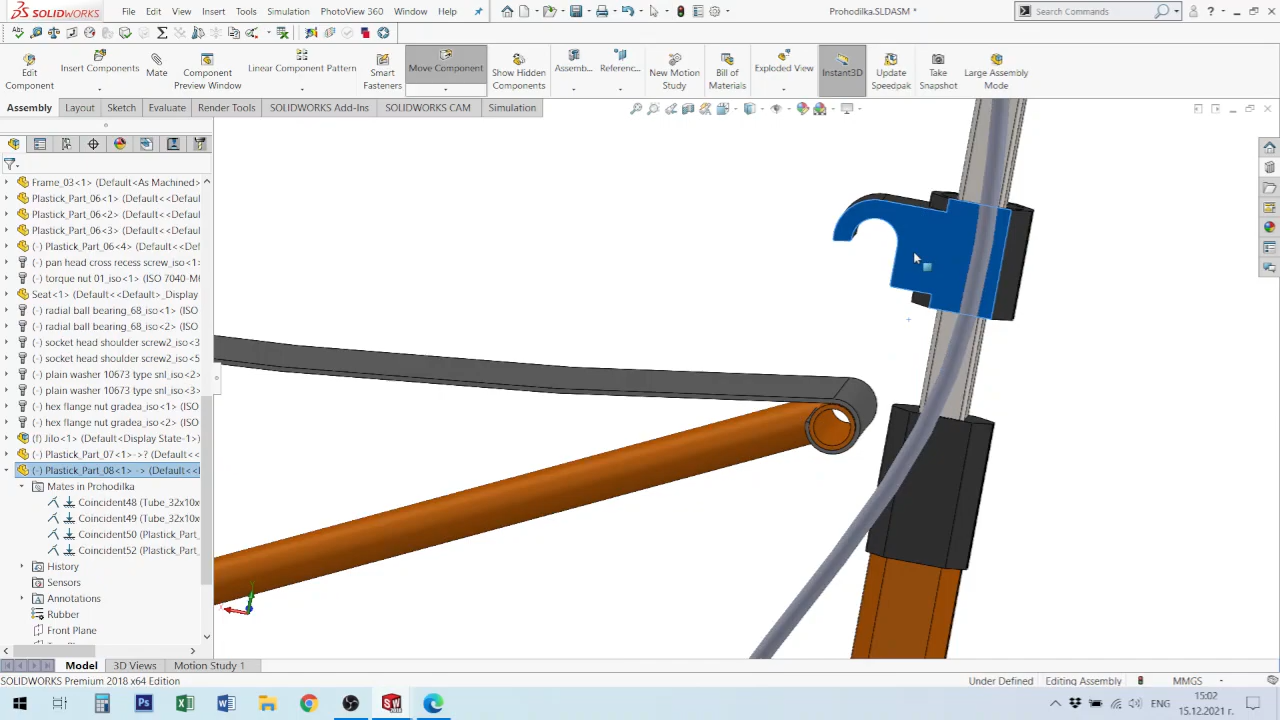 SOLIDWORKS
File Edit View Insert Tools Simulation PhotoView 360 Window Help
Prohodilka.SLDASM
Search Commands
Edit Component
Insert Components
Mate
Component Preview Window
Linear Component Pattern
Smart Fasteners
Move Component
Show Hidden Components
Assemb...
Referenc...
New Motion Study
Bill of Materials
Exploded View
Instant3D
Update Speedpak
Take Snapshot
Large Assembly Mode
Assembly Layout Sketch Evaluate Render Tools SOLIDWORKS Add-Ins SOLIDWORKS CAM Simulation
Frame_03<1> (Default<As Machined>
Plastick_Part_06<1> (Default<<Defau
Plastick_Part_06<2> (Default<<Defau
Plastick_Part_06<3> (Default<<Defau
(-) Plastick_Part_06<4> (Default<<De
(-) pan head cross recess screw_iso<
(-) torque nut 01_iso<1> (ISO 7040-M
Seat<1> (Default<<Default>_Display
(-) radial ball bearing_68_iso<1> (ISO
(-) radial ball bearing_68_iso<2> (ISO
(-) socket head shoulder screw2_iso<3
(-) socket head shoulder screw2_iso<5
(-) plain washer 10673 type snl_iso<2>
(-) plain washer 10673 type snl_iso<3>
(-) hex flange nut gradea_iso<1> (ISO
(-) hex flange nut gradea_iso<2> (ISO
(f) Jilo<1> (Default<Display State-1>)
(-) Plastick_Part_07<1>->? (Default<<
(-) Plastick_Part_08<1> -> (Default<<D
Mates in Prohodilka
Coincident48 (Tube_32x10x
Coincident49 (Tube_32x10x
Coincident50 (Plastick_Part_
Coincident52 (Plastick_Part_
History
Sensors
Annotations
Rubber
Front Plane
Model 3D Views Motion Study 1
SOLIDWORKS Premium 2018 x64 Edition
Under Defined Editing Assembly MMGS
ENG
15:02
15.12.2021 г.